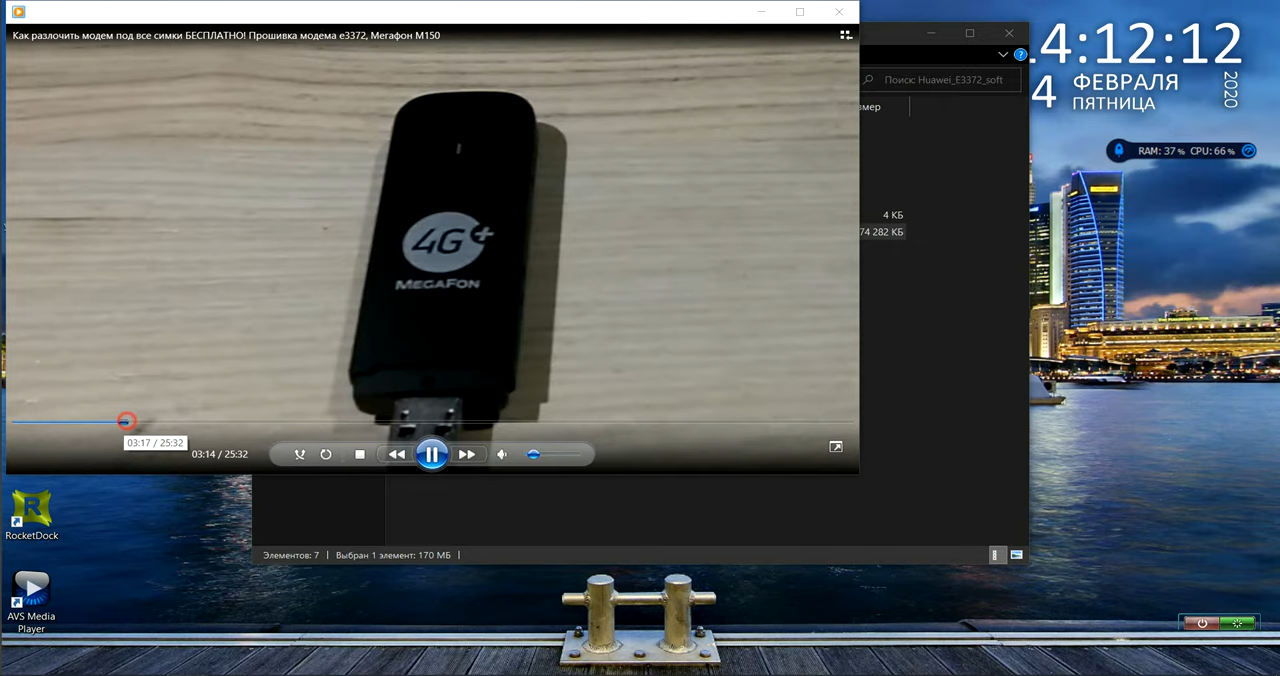 Как разлочить модем под все симки БЕСПЛАТНО! Прошивка модема e3372, Мегафон М150
4G+
MEGAFON
03:17 / 25:32
03:14 / 25:32
Поиск: Huawei_E3372_soft
4 КБ
74 282 КБ
Элементов: 7
Выбран 1 элемент: 170 МБ
4:12:12
4
ФЕВРАЛЯ
ПЯТНИЦА
2020
RAM: 37% CPU: 66%
R
RocketDock
AVS Media
Player